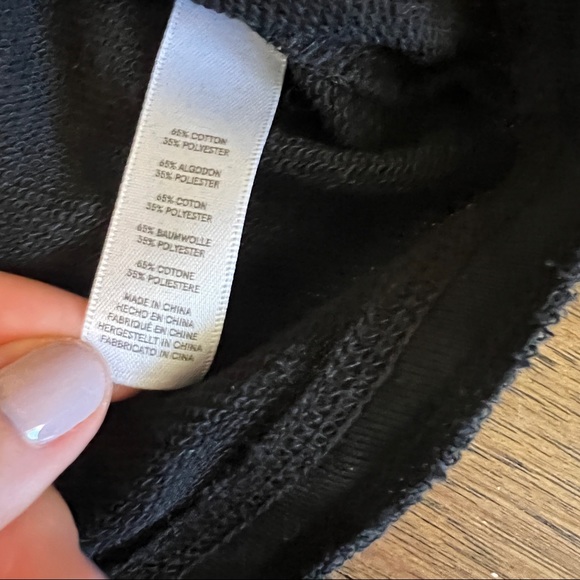 65% COTTON
35% POLYESTER
65% ALGODON
35% POLIESTER
65% COTON
35% POLYESTER
65% BAUMWOLLE
35% POLYESTER
65% COTONE
35% POLIESTERE
MADE IN CHINA
HECHO EN CHINA
FABRIQUÉ EN CHINE
HERGESTELLT IN CHINA
FABBRICATO IN CINA